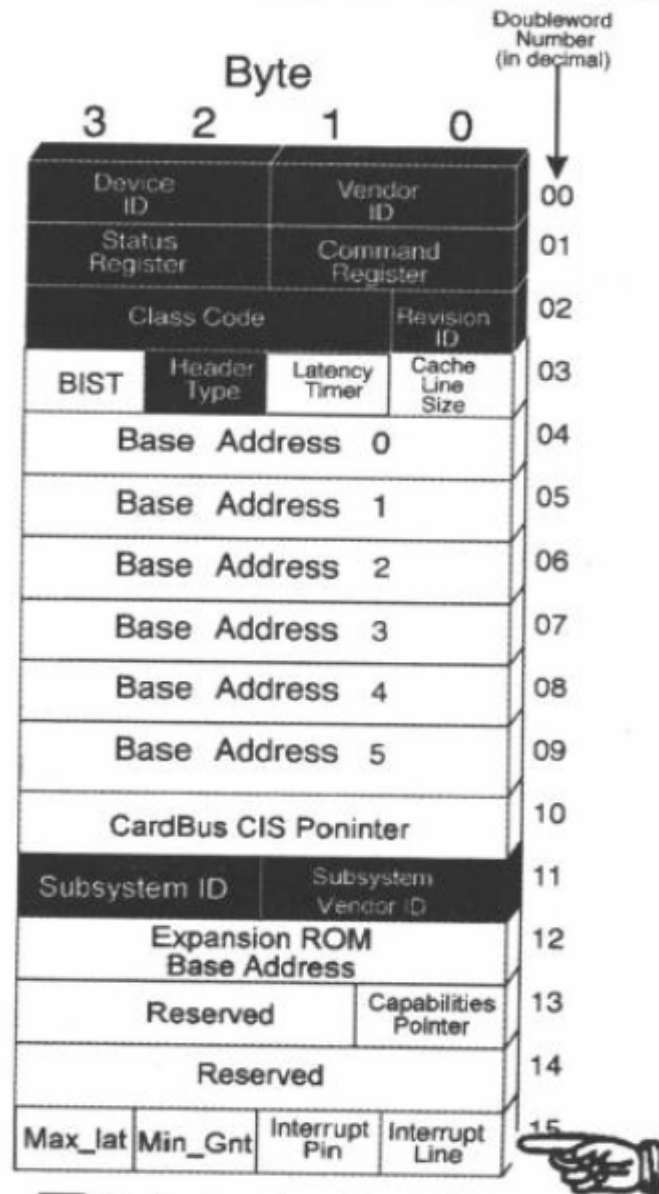 Doubleword
Number
(in decimal)
Byte
3 2 1 0
Device
ID
Vendor
ID
00
Status
Register
Command
Register
01
Class Code
Revision
ID
02
BIST
Header
Type
Latency
Timer
Cache
Line
Size
03
Base Address 0
04
Base Address 1
05
Base Address 2
06
Base Address 3
07
Base Address 4
08
Base Address 5
09
CardBus CIS Poninter
10
Subsystem ID
Subsystem
Vendor ID
11
Expansion ROM
Base Address
12
Reserved
Capabilities
Pointer
13
Reserved
14
Max_lat
Min_Gnt
Interrupt
Pin
Interrupt
Line
15